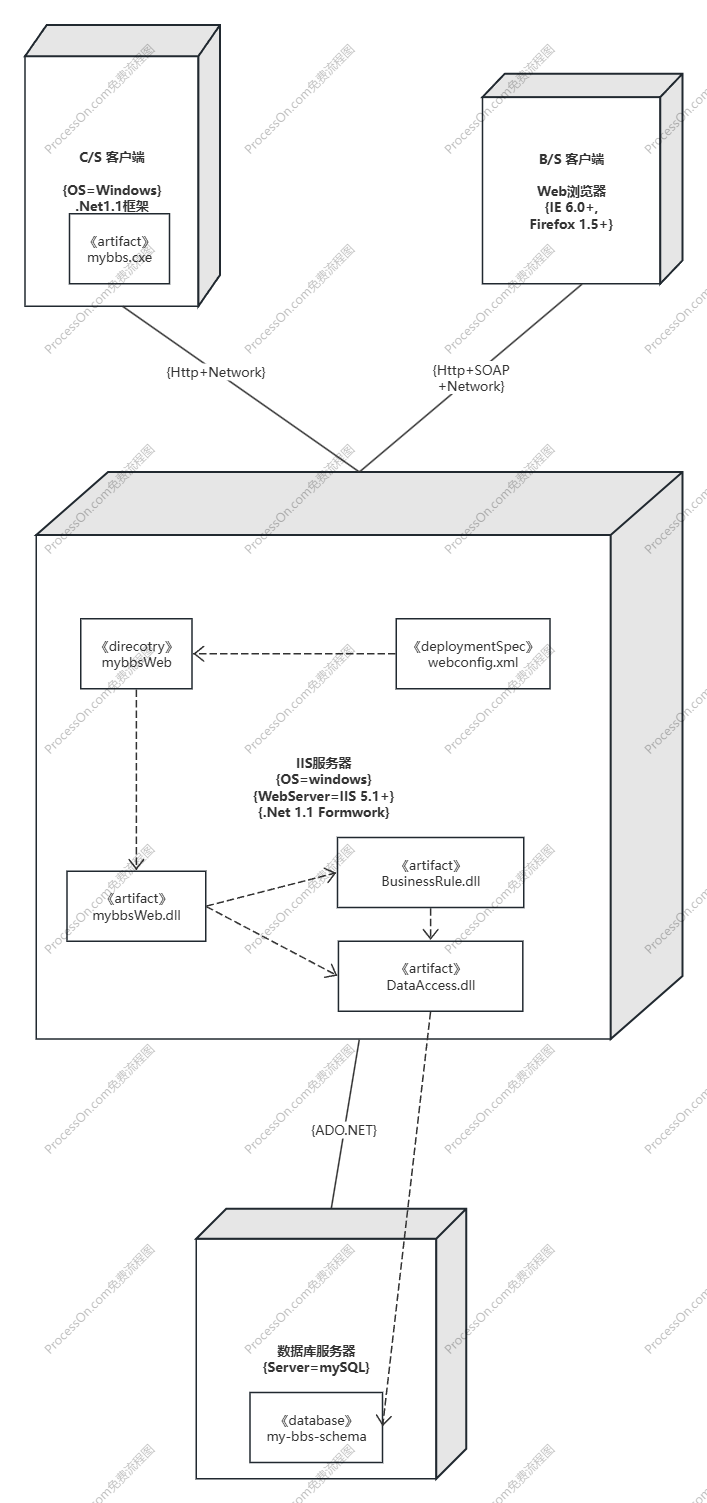 C/S 客户端
{OS=Windows}
.Net1.1框架
《artifact》
mybbs.cxe
B/S 客户端
Web浏览器
{IE 6.0+,
Firefox 1.5+}
{Http+Network}
{Http+SOAP
+Network}
《direcotry》
mybbsWeb
《deploymentSpec》
webconfig.xml
IIS服务器
{OS=windows}
{WebServer=IIS 5.1+}
{.Net 1.1 Formwork}
《artifact》
BusinessRule.dll
《artifact》
mybbsWeb.dll
《artifact》
DataAccess.dll
{ADO.NET}
数据库服务器
{Server=mySQL}
《database》
my-bbs-schema
ProcessOn.com免费流程图